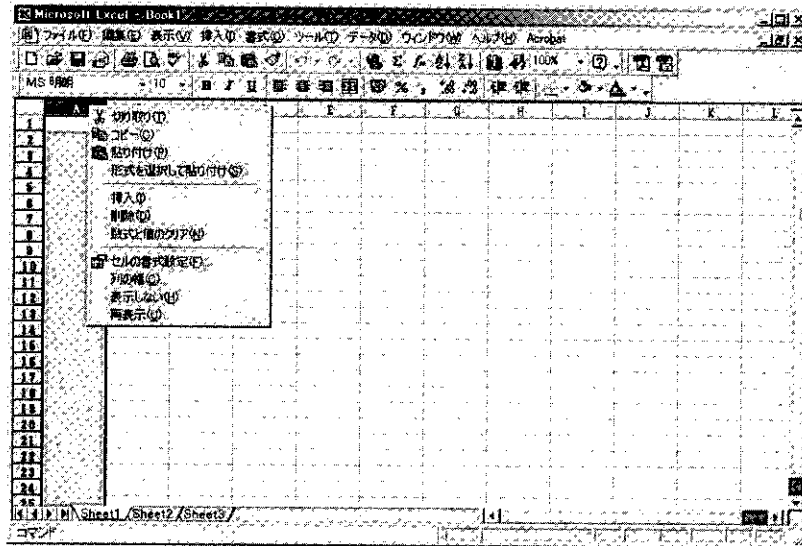 Microsoft Excel - Book1
ファイル(F) 編集(E) 表示(V) 挿入(I) 書式(O) ツール(T) データ(D) ウィンドウ(W) ヘルプ(H) Acrobat
100%
MS 明朝 10 B I U % ,
A E F G H I J K L
切り取り(T)
コピー(C)
貼り付け(P)
形式を選択して貼り付け(S)...
挿入(I)
削除(D)
数式と値のクリア(N)
セルの書式設定(F)...
列の幅(C)...
表示しない(H)
再表示(U)
1
2
3
4
5
6
7
8
9
10
11
12
13
14
15
16
17
18
19
20
21
22
23
24
25
Sheet1 Sheet2 Sheet3
コマンド